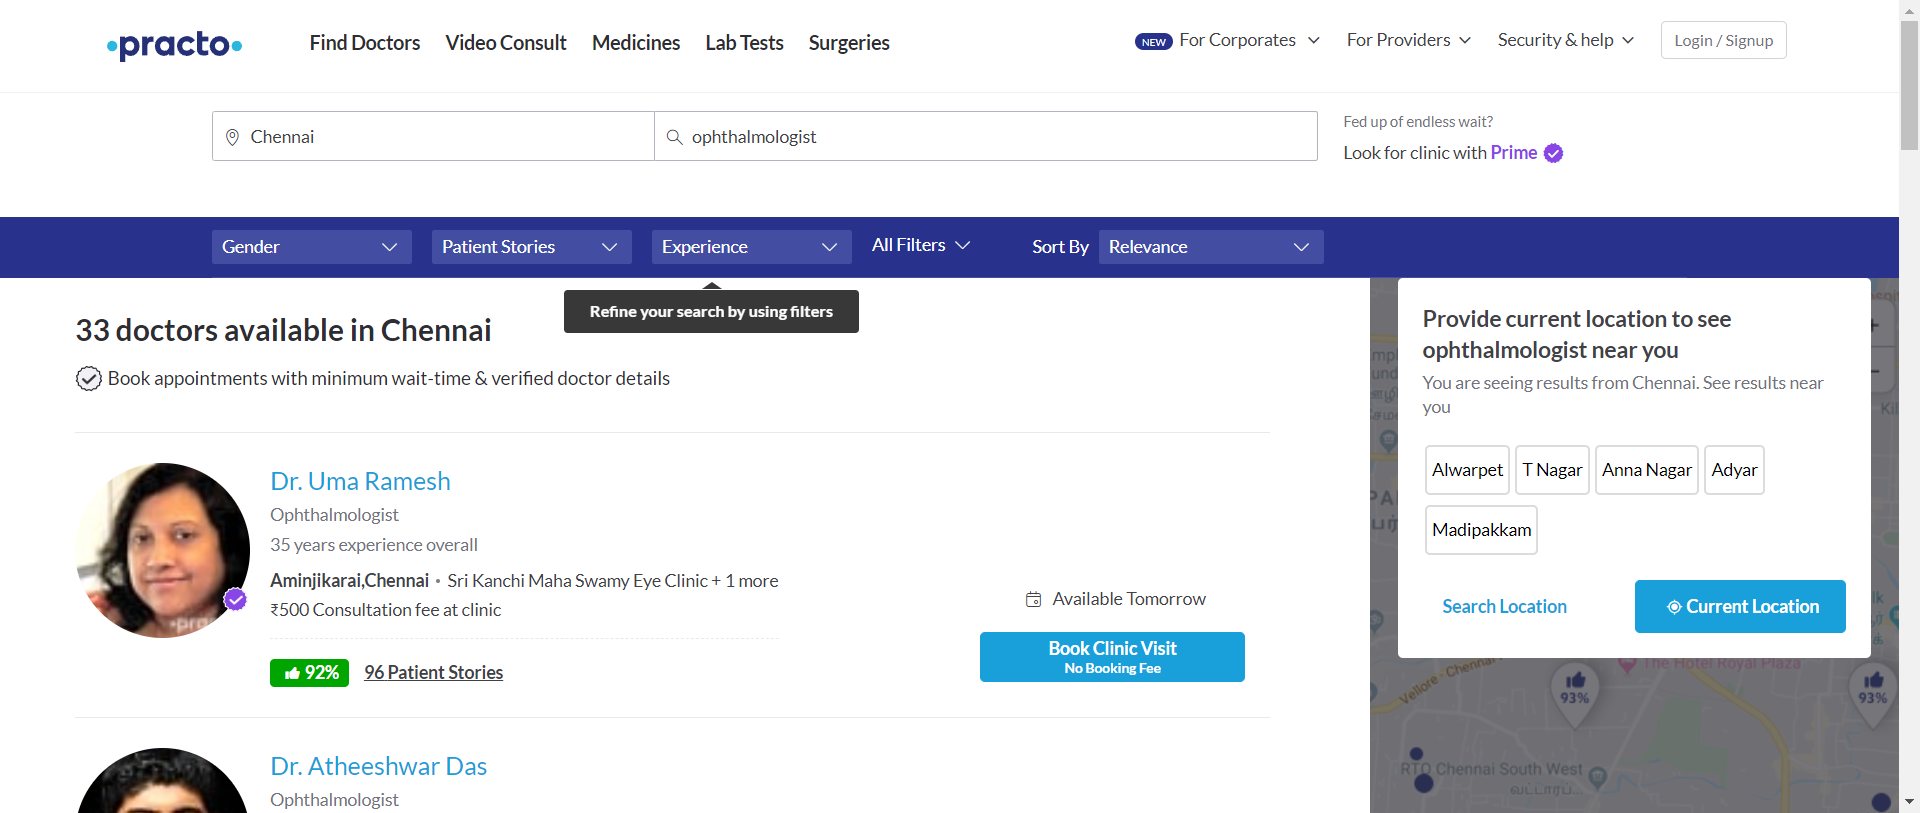 practo
Find Doctors
Video Consult
Medicines
Lab Tests
Surgeries
NEW
For Corporates
For Providers
Security & help
Login / Signup
Chennai
ophthalmologist
Fed up of endless wait?
Look for clinic with Prime
Gender
Patient Stories
Experience
All Filters
Sort By
Relevance
Refine your search by using filters
33 doctors available in Chennai
Book appointments with minimum wait-time & verified doctor details
Dr. Uma Ramesh
Ophthalmologist
35 years experience overall
Aminjikarai,Chennai • Sri Kanchi Maha Swamy Eye Clinic + 1 more
₹500 Consultation fee at clinic
92%
96 Patient Stories
Available Tomorrow
Book Clinic Visit
No Booking Fee
Dr. Atheeshwar Das
Ophthalmologist
Provide current location to see
ophthalmologist near you
You are seeing results from Chennai. See results near
you
Alwarpet
T Nagar
Anna Nagar
Adyar
Madipakkam
Search Location
Current Location
The Hotel Royal Plaza
Vellore - Chennai
93%
93%
RTO Chennai South West